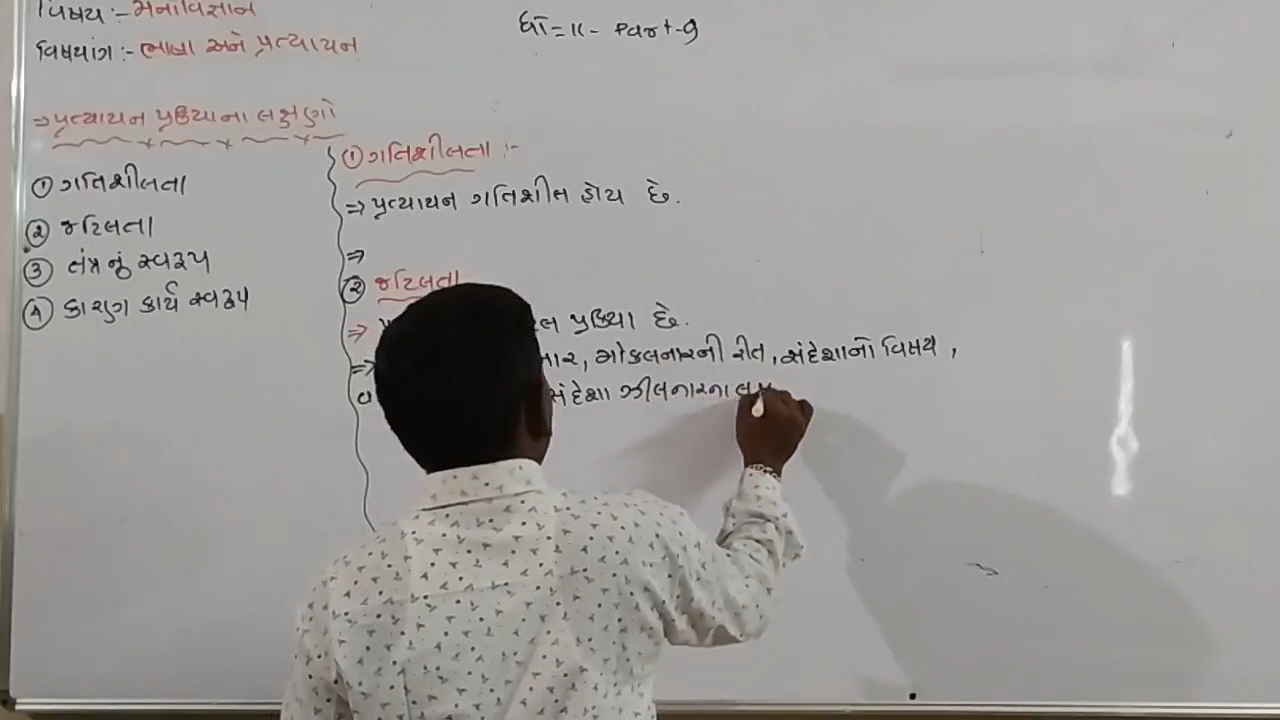 વિષય :- મનોવિજ્ઞાન
ધો = ૧૧ - Part-9
વિષયાંગ :- ભાષા અને પ્રત્યાયન
⇒ પ્રત્યાયન પ્રક્રિયાના લક્ષણો
① ગતિશીલતા
② જટિલતા
③ તંત્રનું સ્વરૂપ
④ કારણ કાર્ય સ્વરૂપ
① ગતિશીલતા :-
⇒ પ્રત્યાયન ગતિશીલ હોય છે.
⇒
② જટિલતા
⇒ પ્રક્રિયા છે.
⇒ મોકલનારની રીત, સંદેશાનો વિષય,
સંદેશા ઝીલનારના